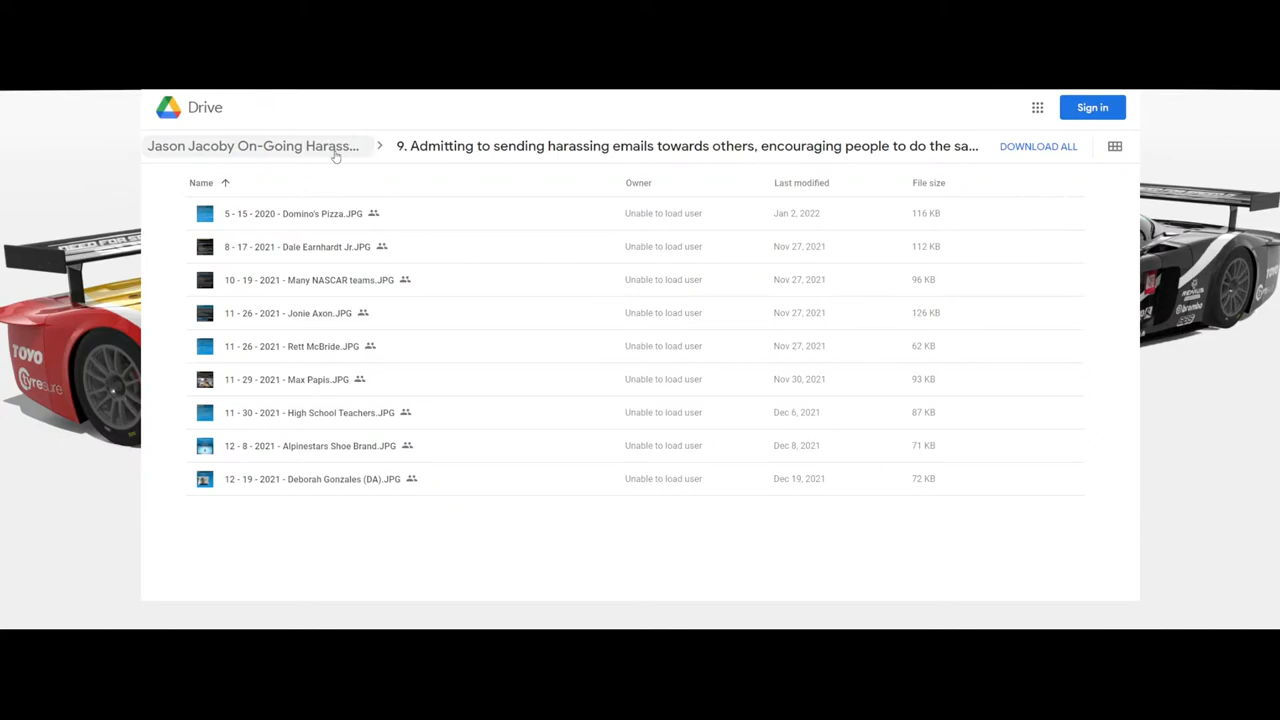 Drive
Sign in
Jason Jacoby On-Going Harass... > 9. Admitting to sending harassing emails towards others, encouraging people to do the sa... DOWNLOAD ALL
Name Owner Last modified File size
5 - 15 - 2020 - Domino's Pizza.JPG Unable to load user Jan 2, 2022 116 KB
8 - 17 - 2021 - Dale Earnhardt Jr.JPG Unable to load user Nov 27, 2021 112 KB
10 - 19 - 2021 - Many NASCAR teams.JPG Unable to load user Nov 27, 2021 96 KB
11 - 26 - 2021 - Jonie Axon.JPG Unable to load user Nov 27, 2021 126 KB
11 - 26 - 2021 - Rett McBride.JPG Unable to load user Nov 27, 2021 62 KB
11 - 29 - 2021 - Max Papis.JPG Unable to load user Nov 30, 2021 93 KB
11 - 30 - 2021 - High School Teachers.JPG Unable to load user Dec 6, 2021 87 KB
12 - 8 - 2021 - Alpinestars Shoe Brand.JPG Unable to load user Dec 8, 2021 71 KB
12 - 19 - 2021 - Deborah Gonzales (DA).JPG Unable to load user Dec 19, 2021 72 KB
NEED FOR
TOYO
tyresure
REMUS
brembo